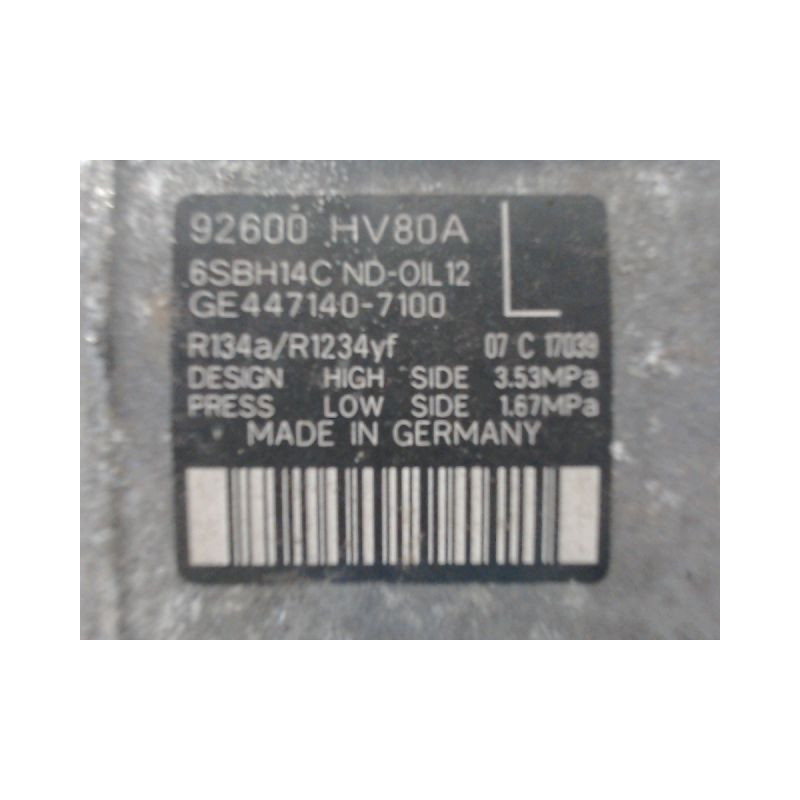 92600 HV80A L
6SBH14C ND-OIL12
GE447140-7100
R134a/R1234yf 07 C 17039
DESIGN HIGH SIDE 3.53MPa
PRESS LOW SIDE 1.67MPa
MADE IN GERMANY